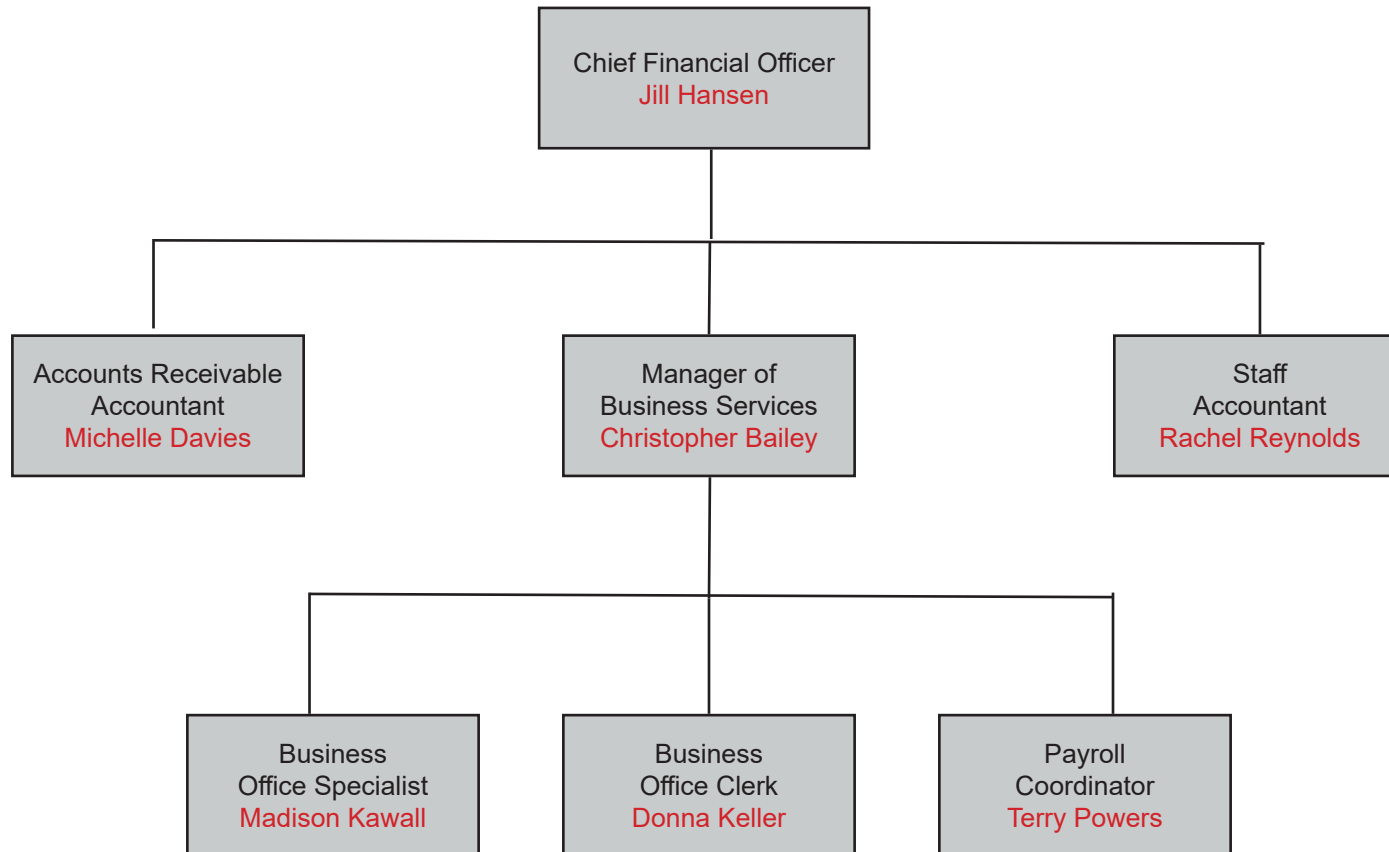 Chief Financial Officer
Jill Hansen
Accounts Receivable
Accountant
Michelle Davies
Manager of
Business Services
Christopher Bailey
Staff
Accountant
Rachel Reynolds
Business
Office Specialist
Madison Kawall
Business
Office Clerk
Donna Keller
Payroll
Coordinator
Terry Powers